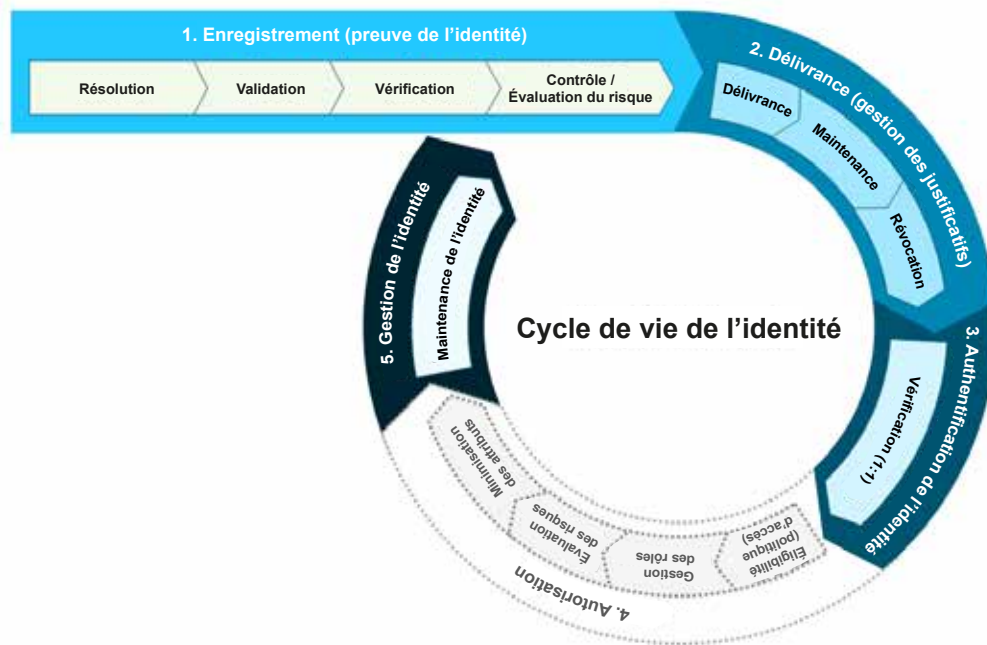 1. Enregistrement (preuve de l’identité)
Résolution
Validation
Vérification
Contrôle /
Évaluation du risque
2. Délivrance (gestion des justificatifs)
Délivrance
Maintenance
Révocation
3. Authentification de l’identité
Vérification (1:1)
4. Autorisation
Éligibilité
(politique
d’accès)
Gestion
des rôles
Évaluation
des risques
Minimisation
des attributs
5. Gestion de l’identité
Maintenance de l’identité
Cycle de vie de l’identité